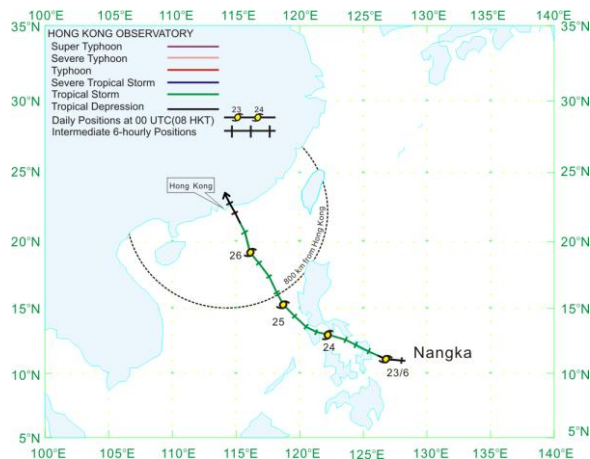 100°E 105°E 110°E 115°E 120°E 125°E 130°E 135°E 140°E
35°N 35°N
HONG KONG OBSERVATORY
Super Typhoon
Severe Typhoon
Typhoon
Severe Tropical Storm
Tropical Storm
Tropical Depression
Daily Positions at 00 UTC(08 HKT) 23 24
Intermediate 6-hourly Positions
30°N 30°N
25°N 25°N
Hong Kong
800 km from Hong Kong
20°N 20°N
26
15°N 15°N
25
24
Nangka
23/6
10°N 10°N
5°N 5°N
100°E 105°E 110°E 115°E 120°E 125°E 130°E 135°E 140°E